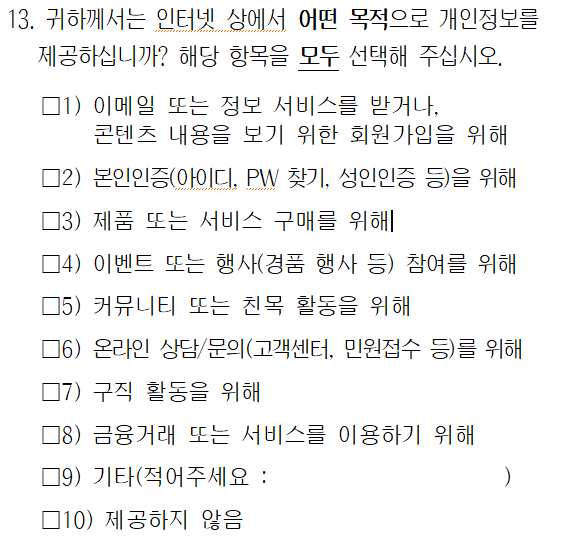 13. 귀하께서는 인터넷 상에서 어떤 목적으로 개인정보를
제공하십니까? 해당 항목을 모두 선택해 주십시오.
□1) 이메일 또는 정보 서비스를 받거나,
콘텐츠 내용을 보기 위한 회원가입을 위해
□2) 본인인증(아이디, PW 찾기, 성인인증 등)을 위해
□3) 제품 또는 서비스 구매를 위해
□4) 이벤트 또는 행사(경품 행사 등) 참여를 위해
□5) 커뮤니티 또는 친목 활동을 위해
□6) 온라인 상담/문의(고객센터, 민원접수 등)를 위해
□7) 구직 활동을 위해
□8) 금융거래 또는 서비스를 이용하기 위해
□9) 기타(적어주세요 : )
□10) 제공하지 않음